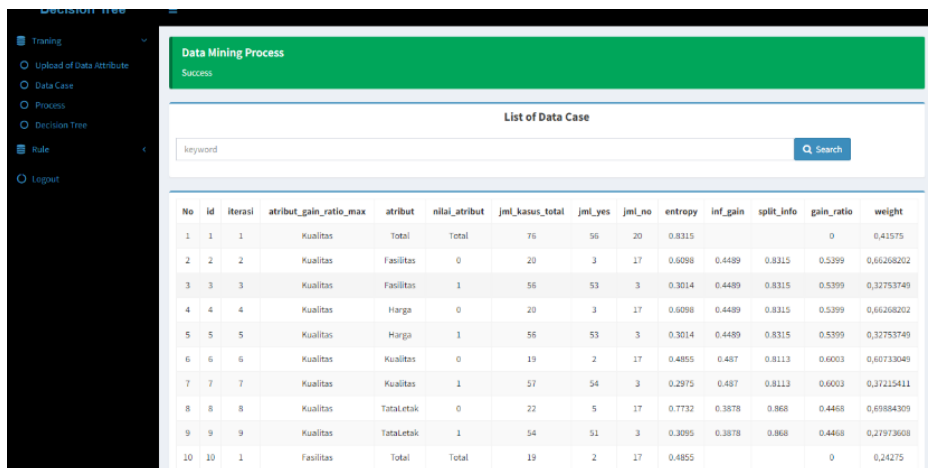 Decision Tree
Traning
Upload of Data Attribute
Data Case
Process
Decision Tree
Rule
Logout
Data Mining Process
Success
List of Data Case
keyword
Search
No id iterasi atribut_gain_ratio_max atribut nilai_atribut jml_kasus_total jml_yes jml_no entropy inf_gain split_info gain_ratio weight
1 1 1 Kualitas Total Total 76 56 20 0.8315 0 0,41575
2 2 2 Kualitas Fasilitas 0 20 3 17 0.6098 0.4489 0.8315 0.5399 0,66268202
3 3 3 Kualitas Fasilitas 1 56 53 3 0.3014 0.4489 0.8315 0.5399 0,32753749
4 4 4 Kualitas Harga 0 20 3 17 0.6098 0.4489 0.8315 0.5399 0,66268202
5 5 5 Kualitas Harga 1 56 53 3 0.3014 0.4489 0.8315 0.5399 0,32753749
6 6 6 Kualitas Kualitas 0 19 2 17 0.4855 0.487 0.8113 0.6003 0,60733049
7 7 7 Kualitas Kualitas 1 57 54 3 0.2975 0.487 0.8113 0.6003 0,37215411
8 8 8 Kualitas TataLetak 0 22 5 17 0.7732 0.3878 0.868 0.4468 0,69884309
9 9 9 Kualitas TataLetak 1 54 51 3 0.3095 0.3878 0.868 0.4468 0,27973608
10 10 1 Fasilitas Total Total 19 2 17 0.4855 0 0,24275